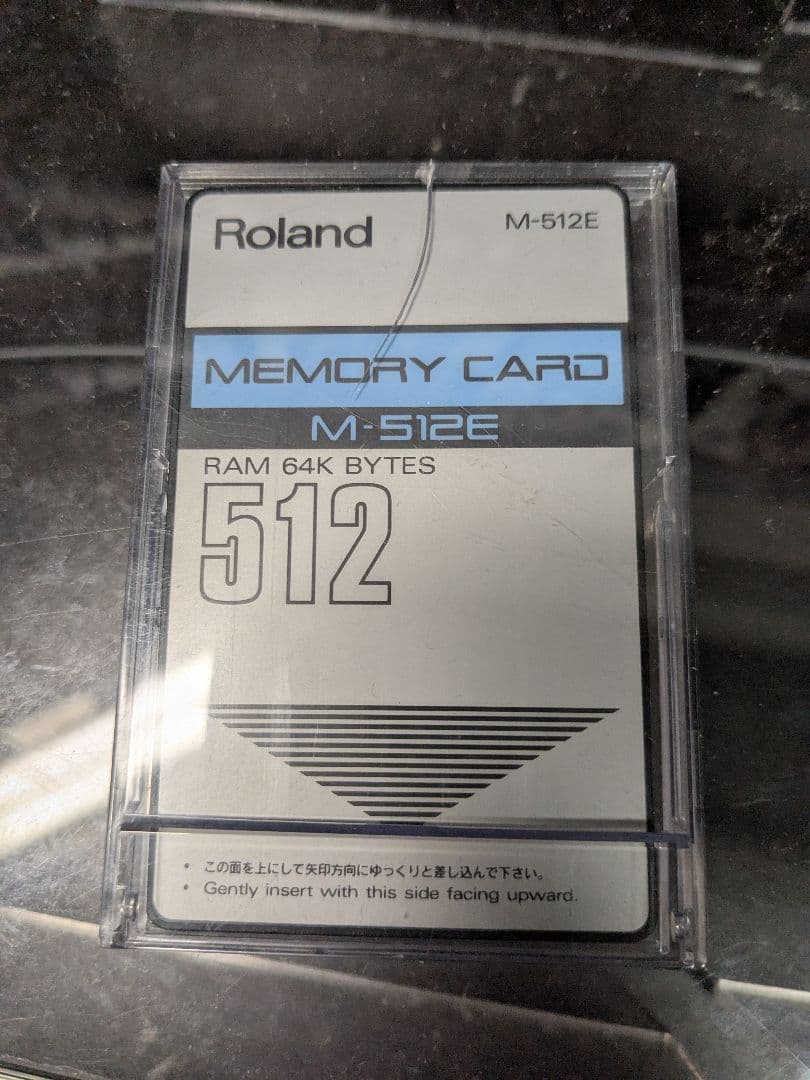 Roland
M-512E
MEMORY CARD
M-512E
RAM 64K BYTES
512
• この面を上にして矢印方向にゆっくりと差し込んで下さい。
• Gently insert with this side facing upward.